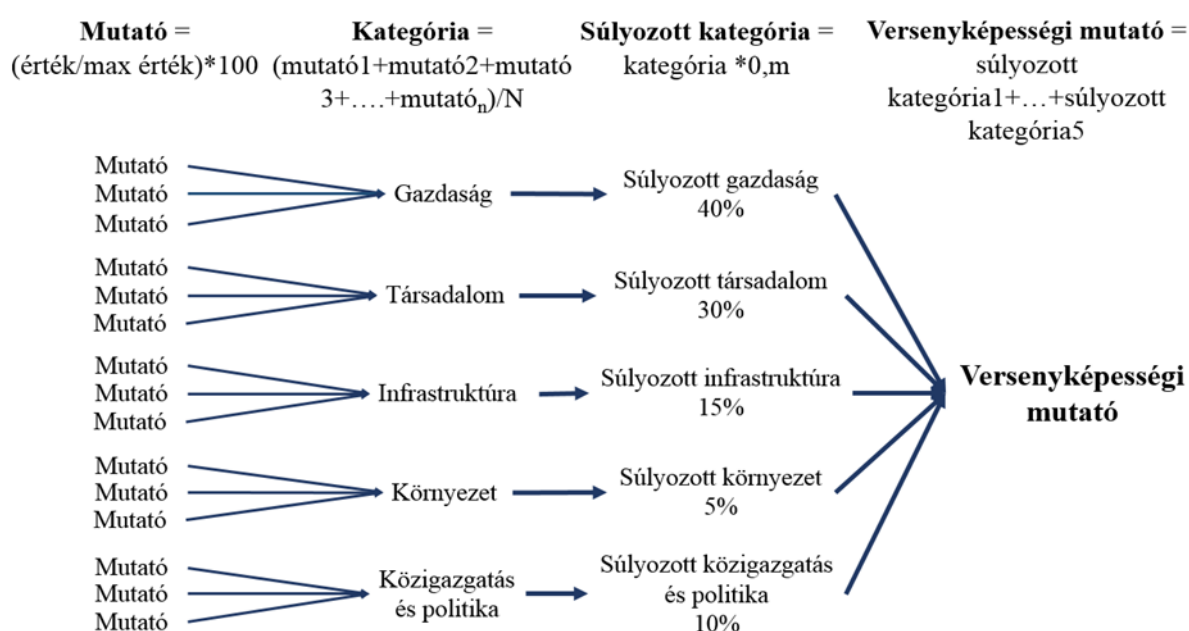 Mutató =
(érték/max érték)*100
Kategória =
(mutató1+mutató2+mutató
3+….+mutatón)/N
Súlyozott kategória =
kategória *0,m
Versenyképességi mutató =
súlyozott
kategória1+…+súlyozott
kategória5
Mutató
Mutató
Mutató
Gazdaság
Súlyozott gazdaság
40%
Mutató
Mutató
Mutató
Társadalom
Súlyozott társadalom
30%
Mutató
Mutató
Mutató
Infrastruktúra
Súlyozott infrastruktúra
15%
Mutató
Mutató
Mutató
Környezet
Súlyozott környezet
5%
Mutató
Mutató
Mutató
Közigazgatás
és politika
Súlyozott közigazgatás
és politika
10%
Versenyképességi
mutató